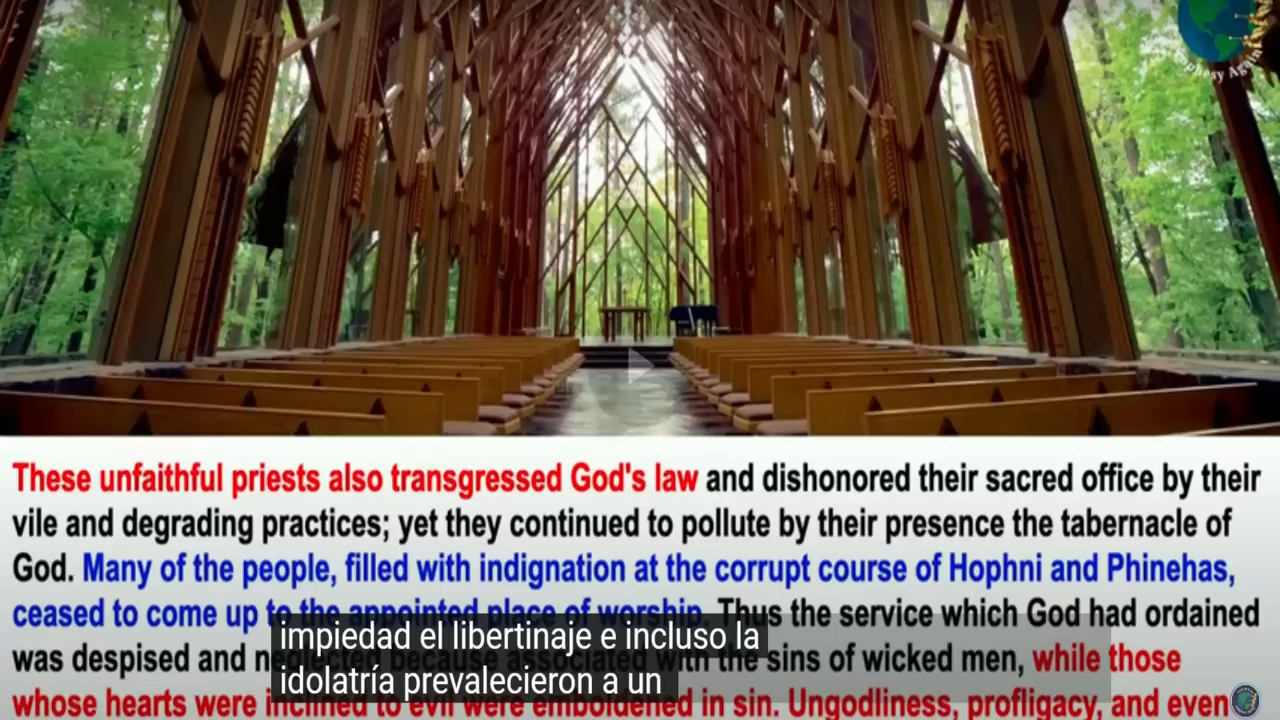 Prophesy Again
These unfaithful priests also transgressed God's law and dishonored their sacred office by their
vile and degrading practices; yet they continued to pollute by their presence the tabernacle of
God. Many of the people, filled with indignation at the corrupt course of Hophni and Phinehas,
ceased to come up to the appointed place of worship. Thus the service which God had ordained
impiedad el libertinaje e incluso la
was despised and neglected because associated with the sins of wicked men, while those
idolatría prevalecieron a un
whose hearts were inclined to evil were emboldened in sin. Ungodliness, profligacy, and even